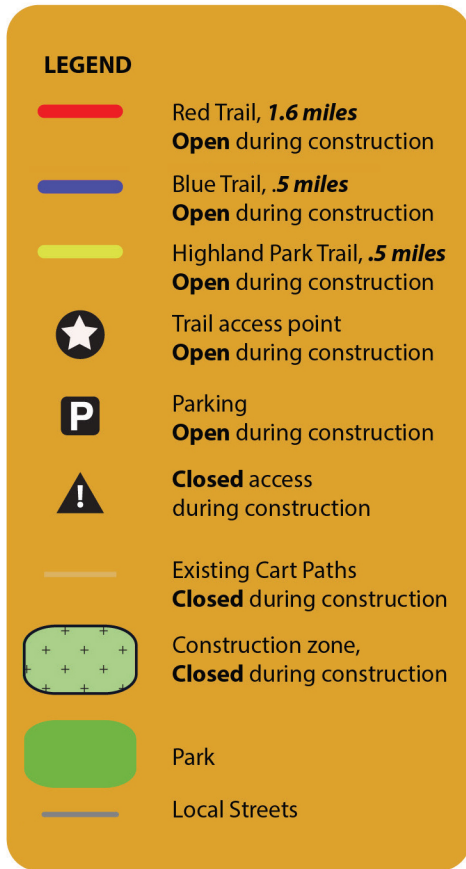 LEGEND
Red Trail, 1.6 miles
Open during construction
Blue Trail, .5 miles
Open during construction
Highland Park Trail, .5 miles
Open during construction
Trail access point
Open during construction
P
Parking
Open during construction
!
Closed access
during construction
Existing Cart Paths
Closed during construction
Construction zone,
Closed during construction
Park
Local Streets